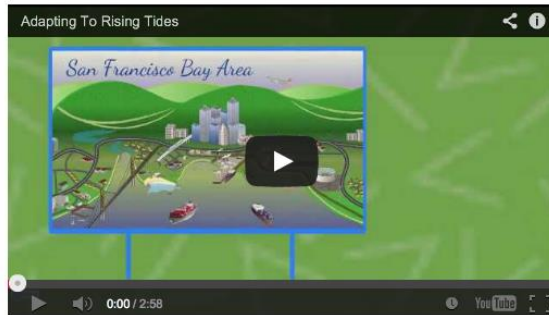 Adapting To Rising Tides
San Francisco Bay Area
0:00 / 2:58
YouTube